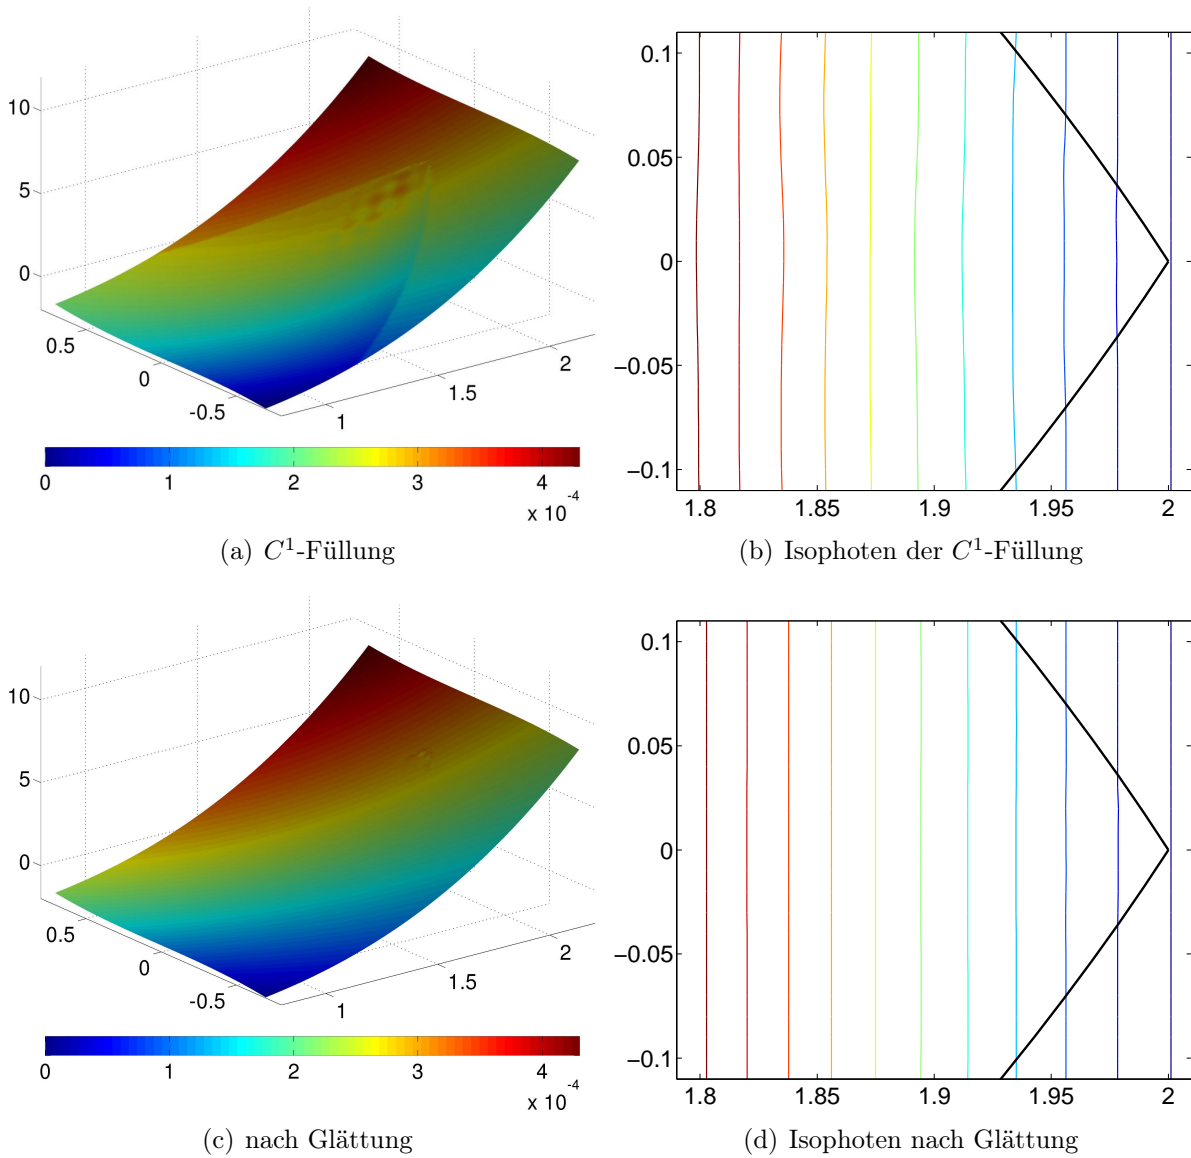 10
5
0
0.5
0
-0.5
1
1.5
2
0 1 2 3 4
x 10⁻⁴
(a) C¹-Füllung
0.1
0.05
0
−0.05
−0.1
1.8 1.85 1.9 1.95 2
(b) Isophoten der C¹-Füllung
10
5
0
0.5
0
-0.5
1
1.5
2
0 1 2 3 4
x 10⁻⁴
(c) nach Glättung
0.1
0.05
0
−0.05
−0.1
1.8 1.85 1.9 1.95 2
(d) Isophoten nach Glättung